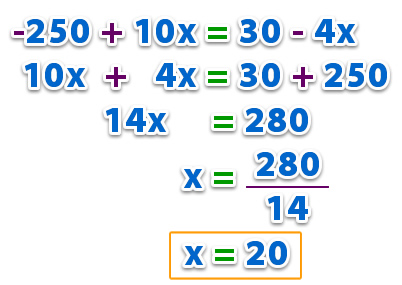 -250 + 10x = 30 - 4x
10x + 4x = 30 + 250
14x = 280
x = 280
14
x = 20